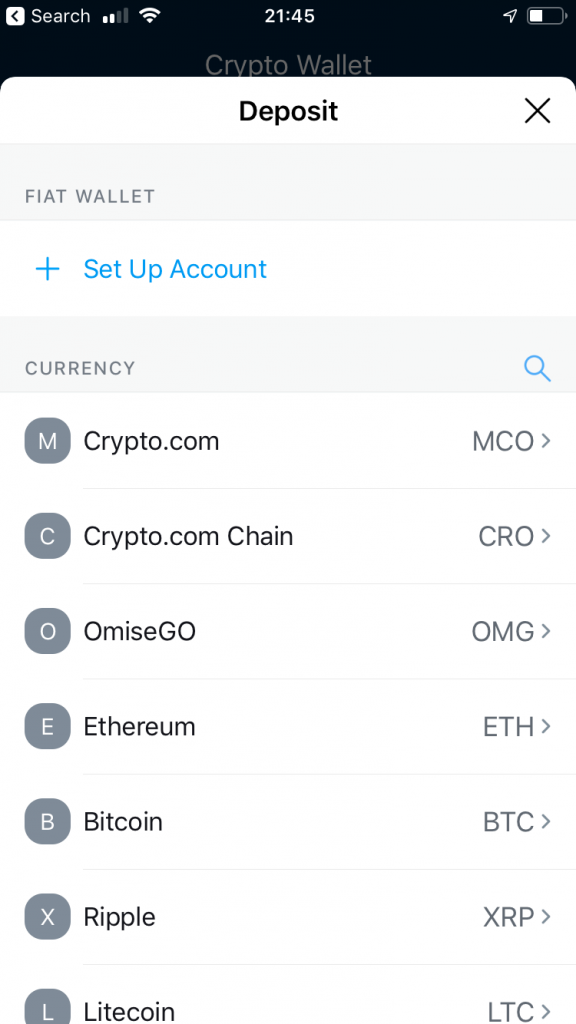 Search 21:45
Crypto Wallet
Deposit
FIAT WALLET
Set Up Account
CURRENCY
M Crypto.com MCO
C Crypto.com Chain CRO
O OmiseGO OMG
E Ethereum ETH
B Bitcoin BTC
X Ripple XRP
L Litecoin LTC